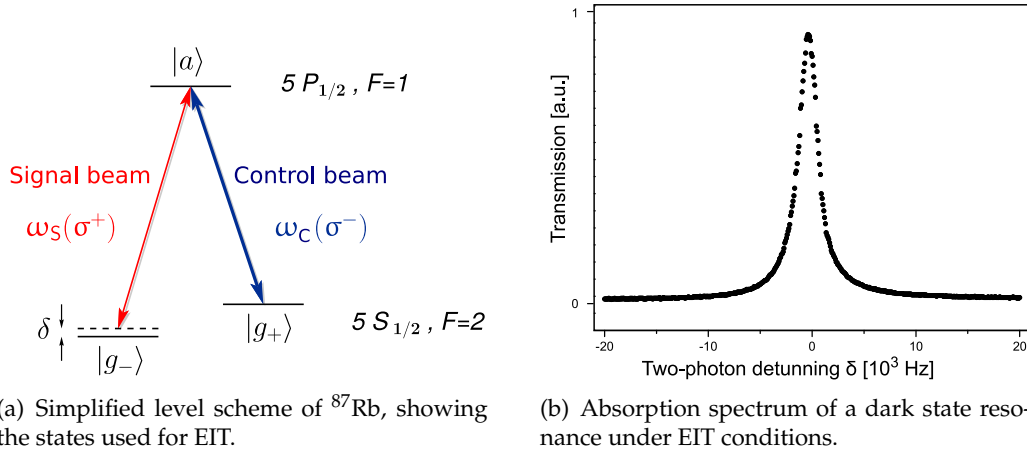 |a⟩
5 P1/2 , F=1
Signal beam
Control beam
ωS(σ+)
ωC(σ−)
δ
|g−⟩
|g+⟩
5 S1/2 , F=2
(a) Simplified level scheme of 87Rb, showing
the states used for EIT.
1
Transmission [a.u.]
0
-20
-10
0
10
20
Two-photon detunning δ [10³ Hz]
(b) Absorption spectrum of a dark state reso-
nance under EIT conditions.